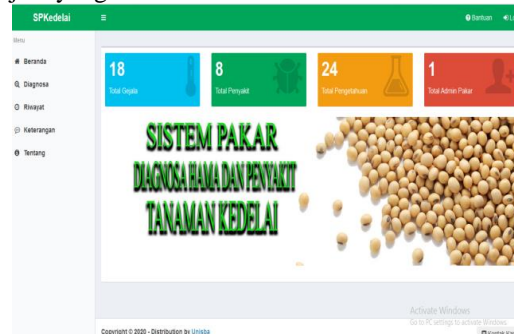 SPKedelai
Bantuan
Menu
Beranda
Diagnosa
Riwayat
Keterangan
Tentang
18
Total Gejala
8
Total Penyakit
24
Total Pengetahuan
1
Total Admin Pakar
SISTEM PAKAR
DIAGNOSA HAMA DAN PENYAKIT
TANAMAN KEDELAI
Activate Windows
Go to PC settings to activate Windows.
Copyright © 2020 - Distribution by Unisba